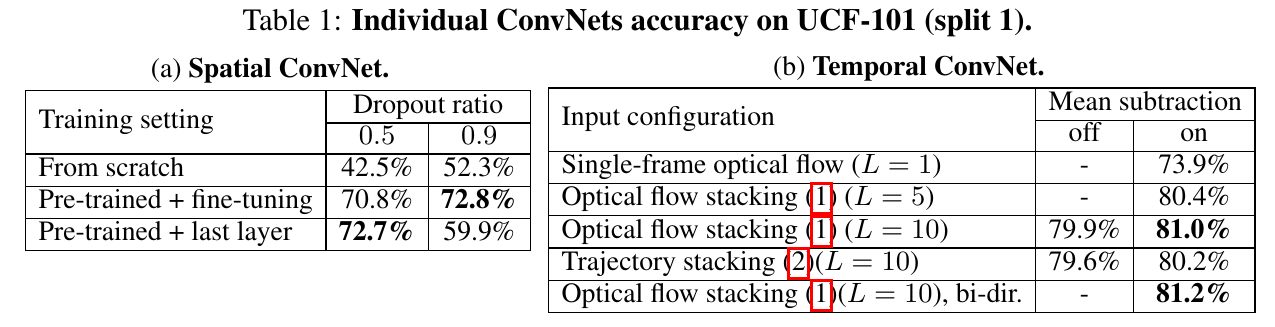 Table 1: Individual ConvNets accuracy on UCF-101 (split 1).
(a) Spatial ConvNet.
Training setting Dropout ratio
0.5 0.9
From scratch 42.5% 52.3%
Pre-trained + fine-tuning 70.8% 72.8%
Pre-trained + last layer 72.7% 59.9%
(b) Temporal ConvNet.
Input configuration Mean subtraction
off on
Single-frame optical flow (L = 1) - 73.9%
Optical flow stacking (1) (L = 5) - 80.4%
Optical flow stacking (1) (L = 10) 79.9% 81.0%
Trajectory stacking (2)(L = 10) 79.6% 80.2%
Optical flow stacking (1)(L = 10), bi-dir. - 81.2%